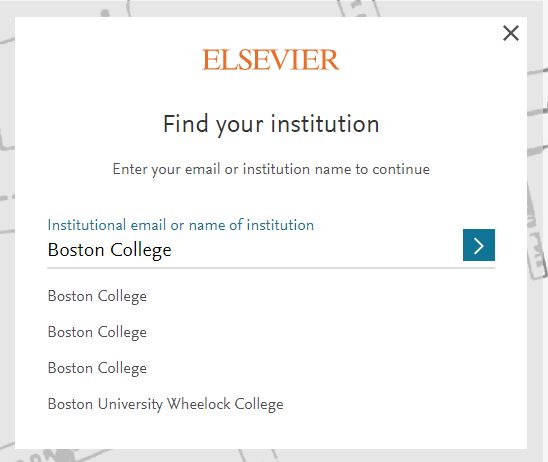 ELSEVIER
Find your institution
Enter your email or institution name to continue
Institutional email or name of institution
Boston College
Boston College
Boston College
Boston College
Boston University Wheelock College